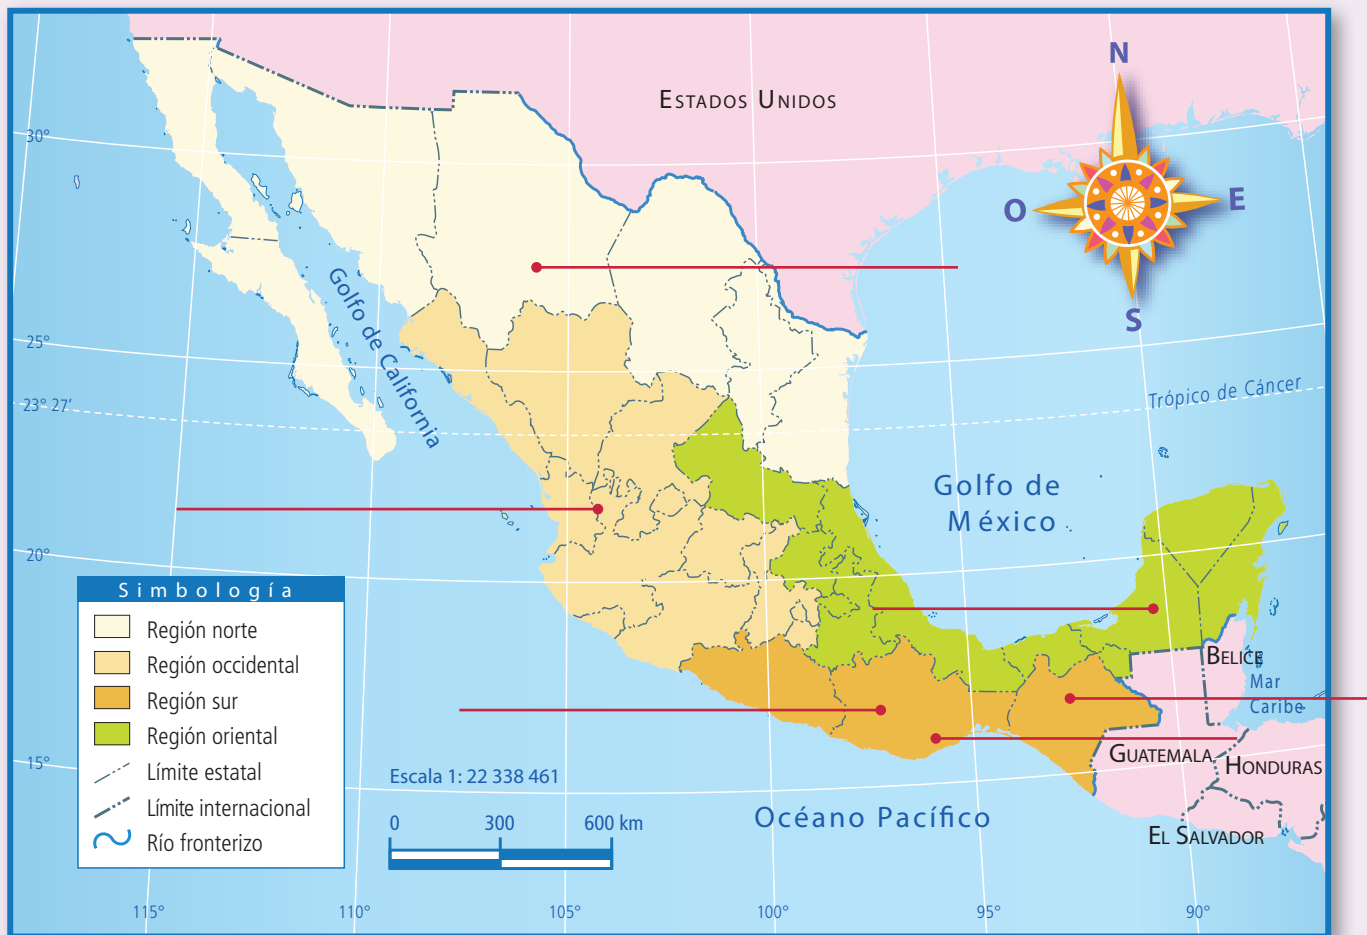 ESTADOS UNIDOS
N
O
E
S
30°
25°
23° 27’
20°
15°
Golfo de California
Trópico de Cáncer
Golfo de
México
Simbología
Región norte
Región occidental
Región sur
Región oriental
Límite estatal
Límite internacional
Río fronterizo
BELICE
Mar
Caribe
GUATEMALA
HONDURAS
EL SALVADOR
Escala 1: 22 338 461
0 300 600 km
Océano Pacífico
115° 110° 105° 100° 95° 90°